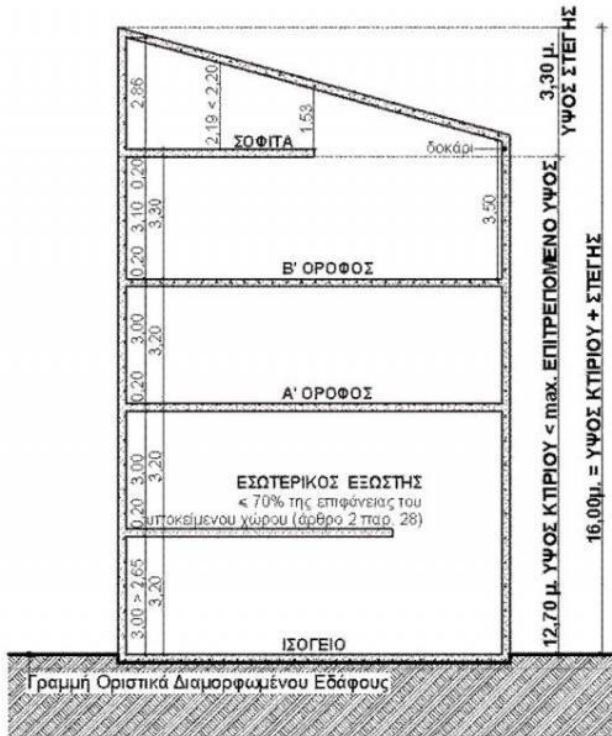 3,30 μ.
ΥΨΟΣ ΣΤΕΓΗΣ
2,86
2,19 < 2,20
1,53
ΣΟΦΙΤΑ
δοκάρι
0,20
3,10
3,30
3,50
0,20
Β' ΟΡΟΦΟΣ
3,00
3,20
0,20
Α' ΟΡΟΦΟΣ
3,00
3,20
0,20
ΕΣΩΤΕΡΙΚΟΣ ΕΞΩΣΤΗΣ
< 70% της επιφάνειας του
υποκείμενου χώρου (άρθρο 2 παρ. 28)
3,00 > 2,65
3,20
ΙΣΟΓΕΙΟ
12,70 μ. ΥΨΟΣ ΚΤΙΡΙΟΥ < max. ΕΠΙΤΡΕΠΟΜΕΝΟ ΥΨΟΣ
16,00μ. = ΥΨΟΣ ΚΤΙΡΙΟΥ + ΣΤΕΓΗΣ
Γραμμή Οριστικά Διαμορφωμένου Εδάφους